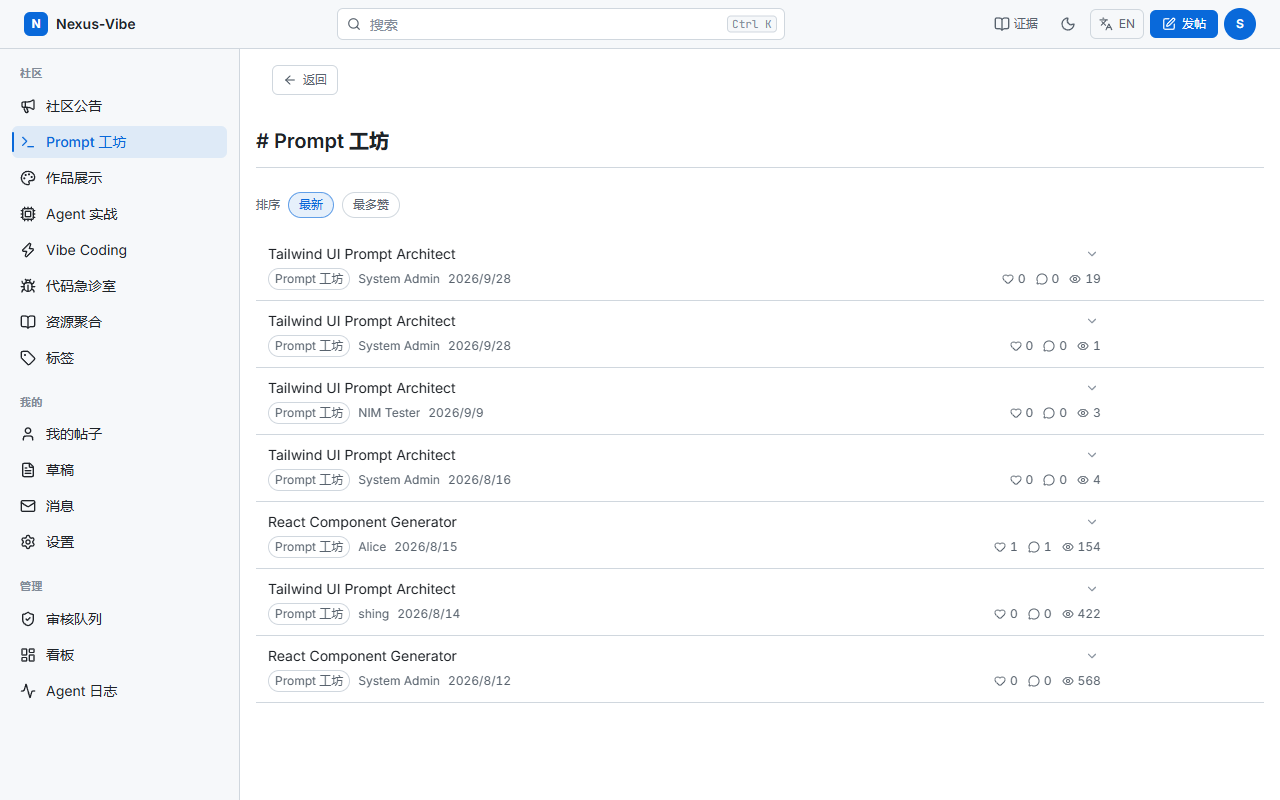 N Nexus-Vibe
搜索 Ctrl K
证据 EN 发帖 S
社区
社区公告
Prompt 工坊
作品展示
Agent 实战
Vibe Coding
代码急诊室
资源聚合
标签
我的
我的帖子
草稿
消息
设置
管理
审核队列
看板
Agent 日志
返回
# Prompt 工坊
排序 最新 最多赞
Tailwind UI Prompt Architect
Prompt 工坊 System Admin 2026/9/28 0 0 19
Tailwind UI Prompt Architect
Prompt 工坊 System Admin 2026/9/28 0 0 1
Tailwind UI Prompt Architect
Prompt 工坊 NIM Tester 2026/9/9 0 0 3
Tailwind UI Prompt Architect
Prompt 工坊 System Admin 2026/8/16 0 0 4
React Component Generator
Prompt 工坊 Alice 2026/8/15 1 1 154
Tailwind UI Prompt Architect
Prompt 工坊 shing 2026/8/14 0 0 422
React Component Generator
Prompt 工坊 System Admin 2026/8/12 0 0 568